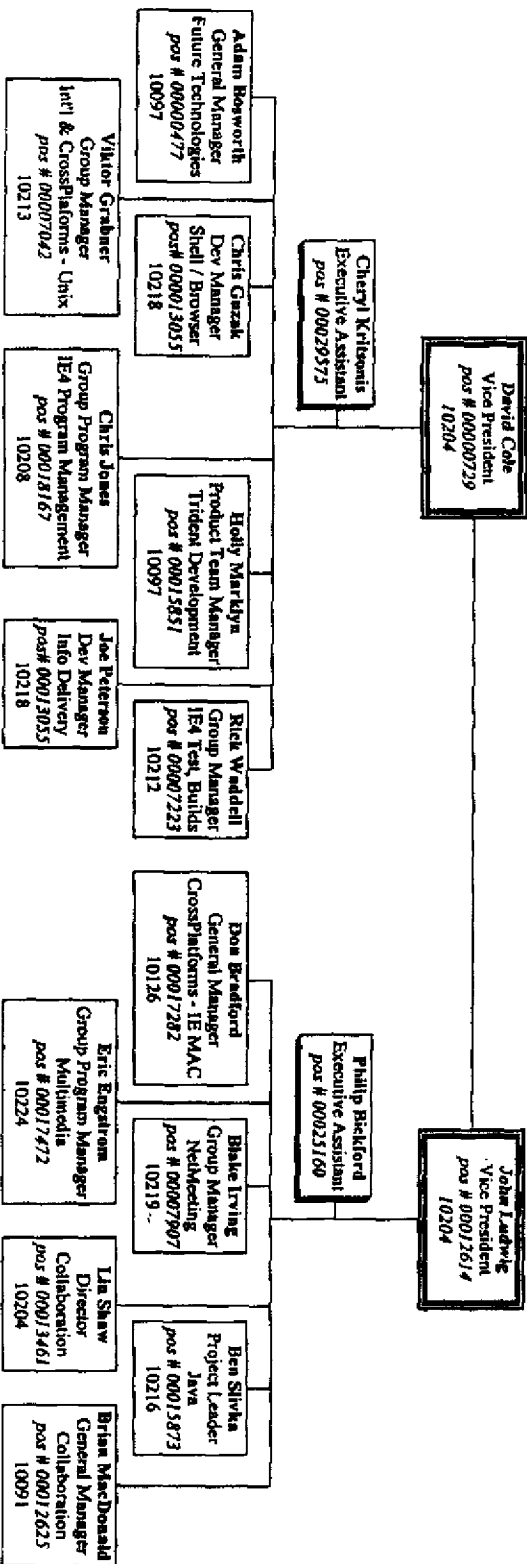 David Cole
Vice President
pos # 00000729
10204
John Ludwig
Vice President
pos # 00012614
10204
Cheryl Kritsonis
Executive Assistant
pos # 00029575
Philip Bickford
Executive Assistant
pos # 00025160
Adam Bosworth
General Manager
Future Technologies
pos # 00000477
10097
Chris Guzak
Dev Manager
Shell / Browser
pos# 000013055
10218
Holly Marklyn
Product Team Manager
Trident Development
pos # 00015851
10097
Rick Waddell
Group Manager
IE4 Test, Builds
pos # 00007223
10212
Don Bradford
General Manager
CrossPlatforms - IE MAC
pos # 00017282
10126
Blake Irving
Group Manager
NetMeeting
pos # 00007907
10219 -
Ben Slivka
Project Leader
Java
pos # 00015873
10216
Viktor Grabner
Group Manager
Int'l & CrossPlaforms - Unix
pos # 00007042
10213
Chris Jones
Group Program Manager
IE4 Program Management
pos # 00018167
10208
Joe Peterson
Dev Manager
Info Delivery
pos# 00013055
10218
Eric Engstrom
Group Program Manager
Multimedia
pos # 00017472
10224
Lin Shaw
Director
Collaboration
pos # 00013461
10204
Brian MacDonald
General Manager
Collaboration
pos # 00012625
10091